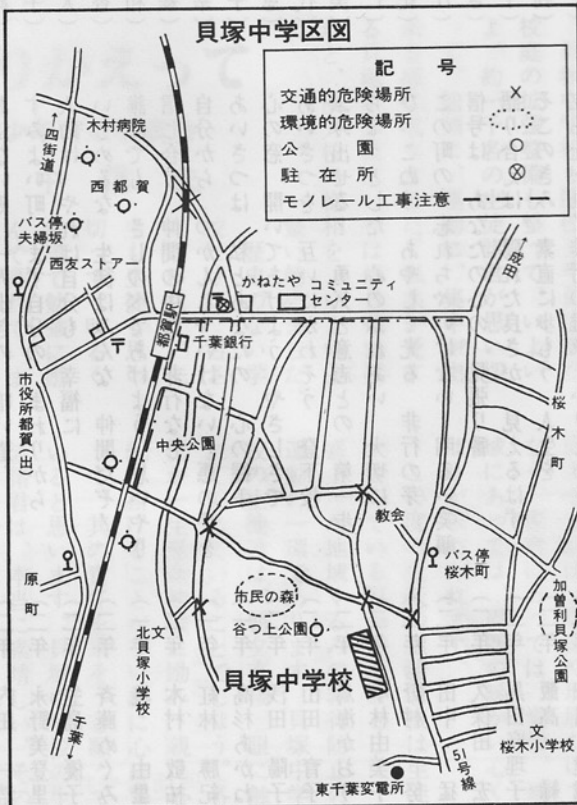 貝塚中学区図
記号
交通的危険場所
環境的危険場所
公園
駐在所
モノレール工事注意
木村病院
↑四街道
西都賀
バス停
夫婦坂
西友ストアー
かねたや
コミュニティ
センター
↑成田
都賀駅
千葉銀行
市役所都賀(出)
中央公園
桜木町
教会
バス停
桜木町
原町
市民の森
加曽利貝塚公園
谷つ上公園
文
北貝塚小学校
貝塚中学校
千葉
文
桜木小学校
51号線
東千葉変電所